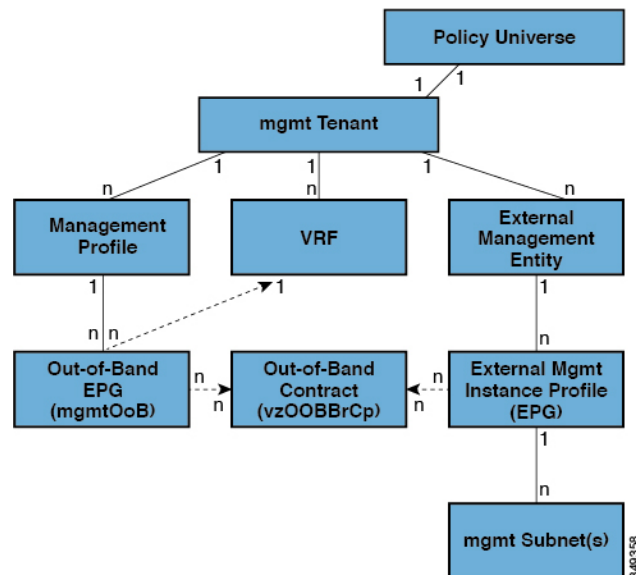 Policy Universe
1
1
mgmt Tenant
1
1
1
n
n
n
Management
Profile
VRF
External
Management
Entity
1
1
1
n
n
n
Out-of-Band
EPG
(mgmtOoB)
n
n
Out-of-Band
Contract
(vzOOBBrCp)
n
n
External Mgmt
Instance Profile
(EPG)
1
n
mgmt Subnet(s)
349358